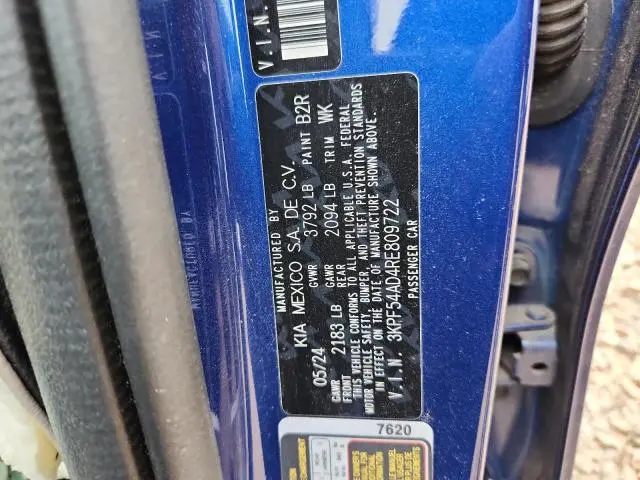 V.I.N.
MANUFACTURED BY
KIA MEXICO S.A. DE C.V.
05/24 GVWR 3792 LB PAINT B2R
GAWR FRONT 2183 LB GAWR REAR 2094 LB TRIM WK
THIS VEHICLE CONFORMS TO ALL APPLICABLE U.S.A. FEDERAL
MOTOR VEHICLE SAFETY, BUMPER, AND THEFT PREVENTION STANDARDS
IN EFFECT ON THE DATE OF MANUFACTURE SHOWN ABOVE.
V.I.N. 3KPF54AD4RE809722
PASSENGER CAR
7620